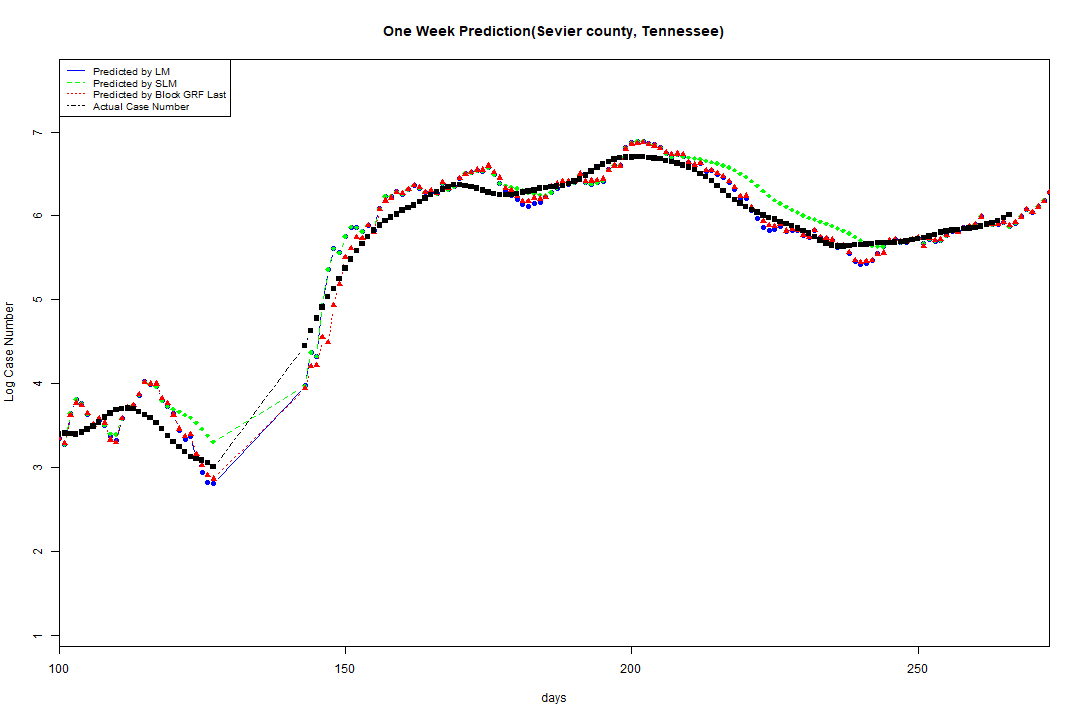 One Week Prediction(Sevier county, Tennessee)
Predicted by LM
Predicted by SLM
Predicted by Block GRF Last
Actual Case Number
Log Case Number
7
6
5
4
3
2
1
100 150 200 250
days